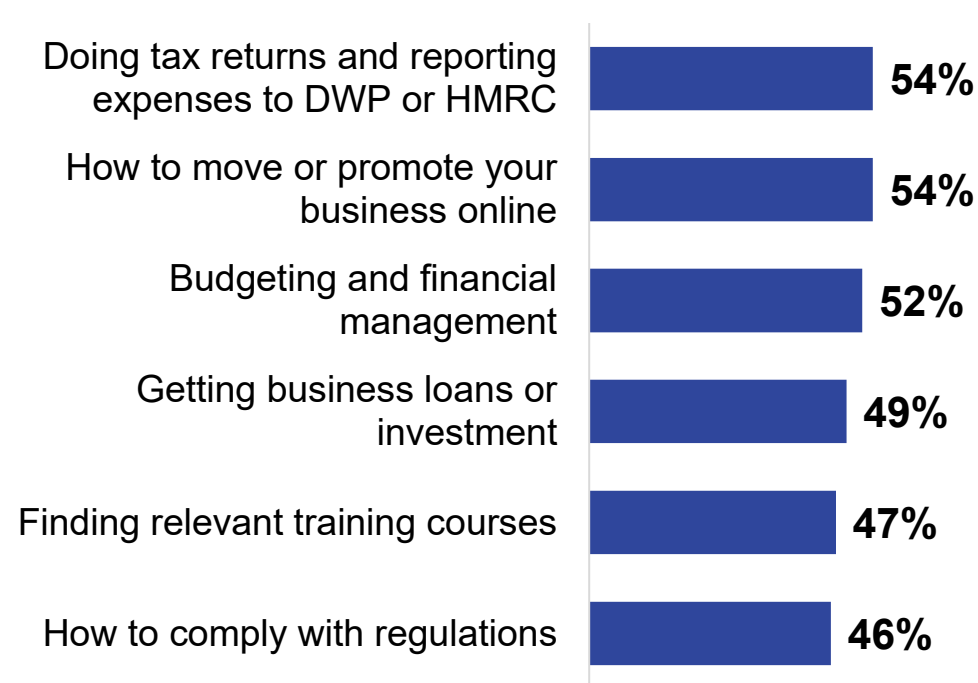 Doing tax returns and reporting
expenses to DWP or HMRC
54%
How to move or promote your
business online
54%
Budgeting and financial
management
52%
Getting business loans or
investment
49%
Finding relevant training courses
47%
How to comply with regulations
46%